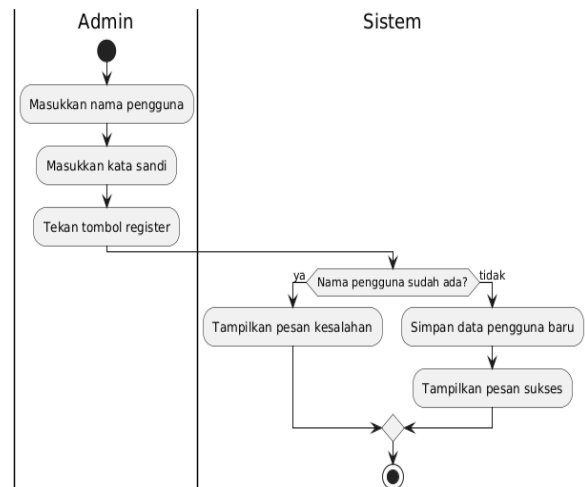 Admin
Sistem
Masukkan nama pengguna
Masukkan kata sandi
Tekan tombol register
Nama pengguna sudah ada?
ya
tidak
Tampilkan pesan kesalahan
Simpan data pengguna baru
Tampilkan pesan sukses